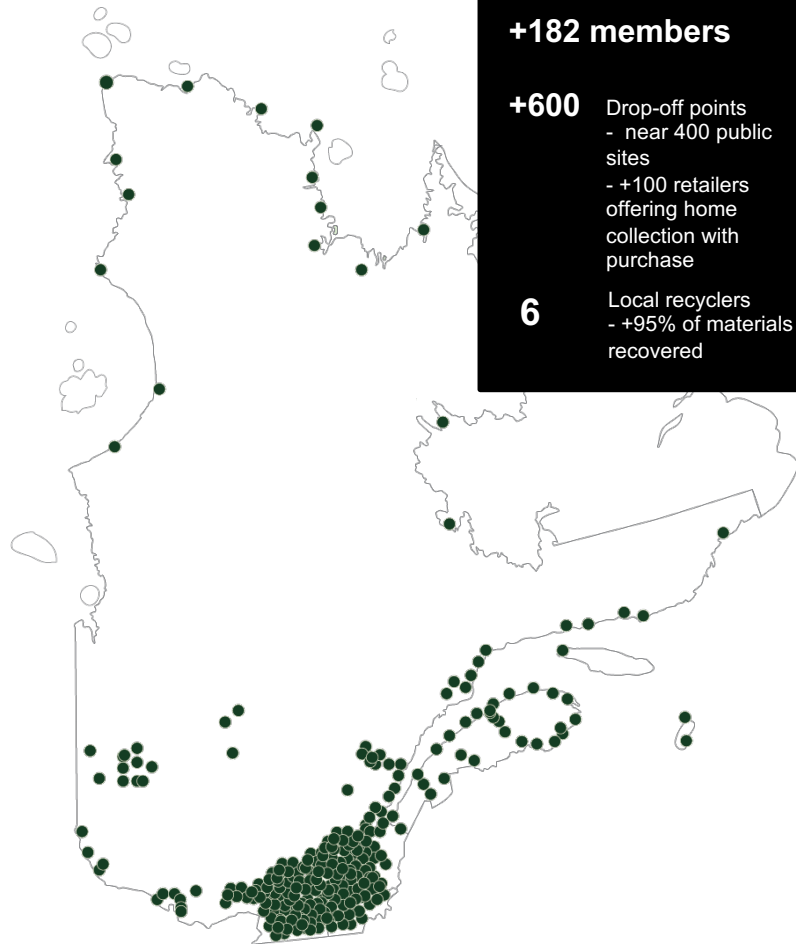 +182 members
+600 Drop-off points
- near 400 public
sites
- +100 retailers
offering home
collection with
purchase
6 Local recyclers
- +95% of materials
recovered